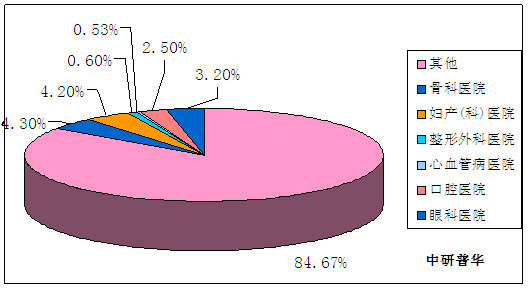 0.53%
2.50%
0.60%
3.20%
4.20%
4.30%
84.67%
其他
骨科医院
妇产(科)医院
整形外科医院
心血管病医院
口腔医院
眼科医院
中研普华